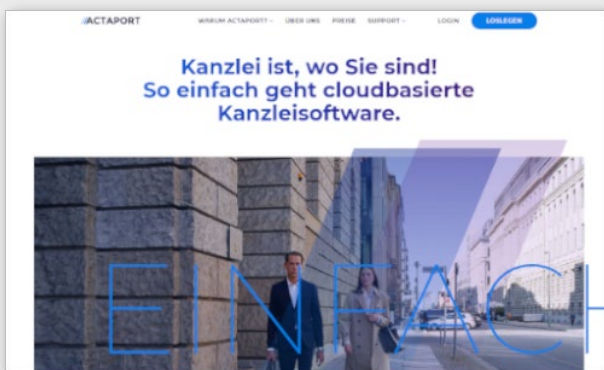 ACTAPORT
WARUM ACTAPORT? ÜBER UNS PREISE SUPPORT LOGIN LOSLEGEN
Kanzlei ist, wo Sie sind!
So einfach geht cloudbasierte
Kanzleisoftware.
EINFACH